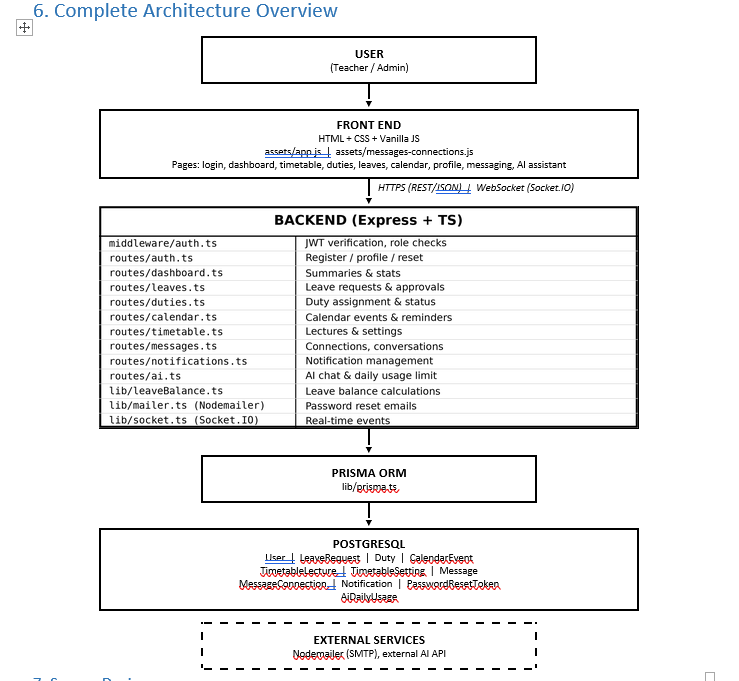 6. Complete Architecture Overview
USER
(Teacher / Admin)
FRONT END
HTML + CSS + Vanilla JS
assets/app.js | assets/messages-connections.js
Pages: login, dashboard, timetable, duties, leaves, calendar, profile, messaging, AI assistant
HTTPS (REST/JSON) | WebSocket (Socket.IO)
BACKEND (Express + TS)
middleware/auth.ts JWT verification, role checks
routes/auth.ts Register / profile / reset
routes/dashboard.ts Summaries & stats
routes/leaves.ts Leave requests & approvals
routes/duties.ts Duty assignment & status
routes/calendar.ts Calendar events & reminders
routes/timetable.ts Lectures & settings
routes/messages.ts Connections, conversations
routes/notifications.ts Notification management
routes/ai.ts AI chat & daily usage limit
lib/leaveBalance.ts Leave balance calculations
lib/mailer.ts (Nodemailer) Password reset emails
lib/socket.ts (Socket.IO) Real-time events
PRISMA ORM
lib/prisma.ts
POSTGRESQL
User | LeaveRequest | Duty | CalendarEvent
TimetableLecture | TimetableSetting | Message
MessageConnection | Notification | PasswordResetToken
AiDailyUsage
EXTERNAL SERVICES
Nodemailer (SMTP), external AI API